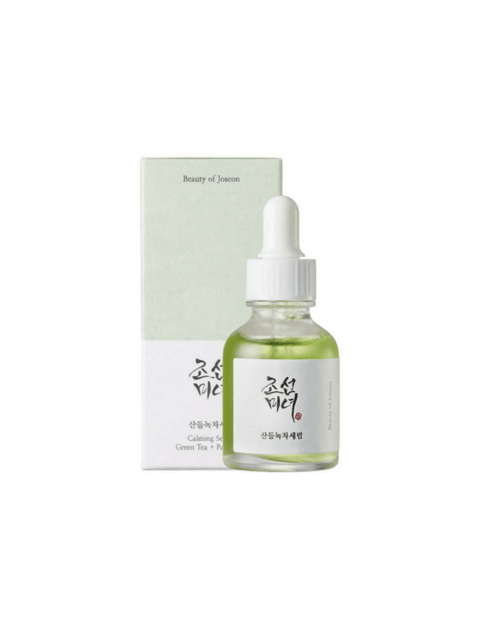 Beauty of Joseon
조선
미녀
산들녹차세
Calming Se
Green Tea + Pa
조선
미녀
산들녹차세럼
Beauty of Joseon